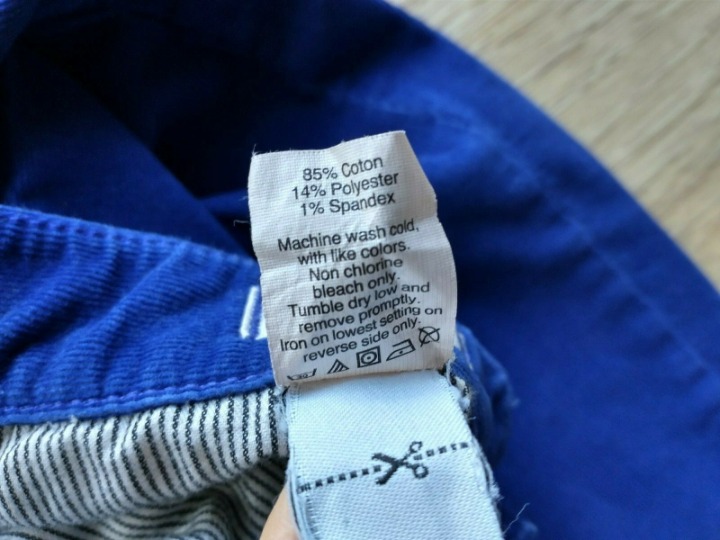 85% Coton
14% Polyester
1% Spandex
Machine wash cold,
with like colors.
Non chlorine
bleach only.
Tumble dry low and
remove promptly.
Iron on lowest setting on
reverse side only.